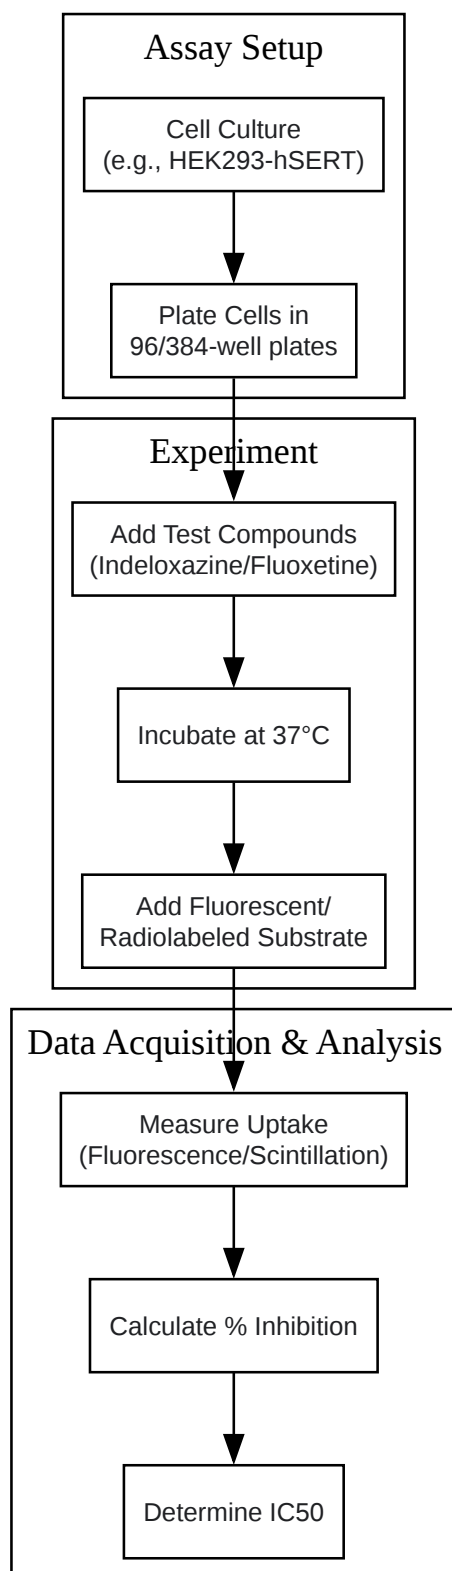 Assay Setup
Cell Culture
(e.g., HEK293-hSERT)
Plate Cells in
96/384-well plates
Experiment
Add Test Compounds
(Indeloxazine/Fluoxetine)
Incubate at 37°C
Add Fluorescent/
Radiolabeled Substrate
Data Acquisition & Analysis
Measure Uptake
(Fluorescence/Scintillation)
Calculate % Inhibition
Determine IC50